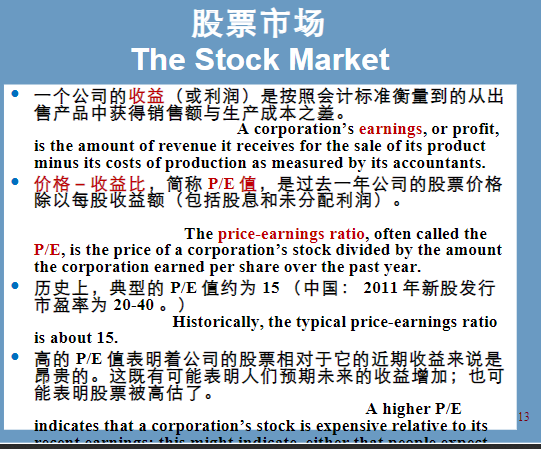 股票市场
The Stock Market
一个公司的收益（或利润）是按照会计标准衡量到的从出
售产品中获得销售额与生产成本之差。
A corporation's earnings, or profit,
is the amount of revenue it receives for the sale of its product
minus its costs of production as measured by its accountants.
价格 – 收益比，简称 P/E 值，是过去一年公司的股票价格
除以每股收益额（包括股息和未分配利润）。
The price-earnings ratio, often called the
P/E, is the price of a corporation's stock divided by the amount
the corporation earned per share over the past year.
历史上，典型的 P/E 值约为 15 （中国： 2011 年新股发行
市盈率为 20-40 。）
Historically, the typical price-earnings ratio
is about 15.
高的 P/E 值表明着公司的股票相对于它的近期收益来说是
昂贵的。这既有可能表明人们预期未来的收益增加；也可
能表明股票被高估了。
A higher P/E
indicates that a corporation's stock is expensive relative to its
recent earnings; this might indicate either that people expect
13